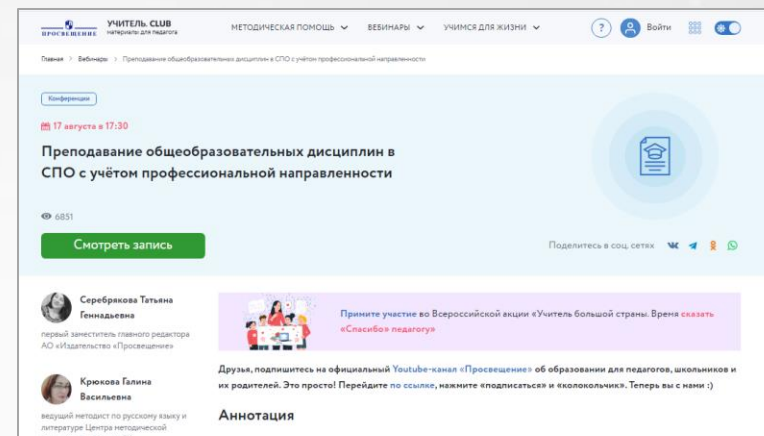 ПРОСВЕЩЕНИЕ
УЧИТЕЛЬ. CLUB
материалы для педагога
МЕТОДИЧЕСКАЯ ПОМОЩЬ
ВЕБИНАРЫ
УЧИМСЯ ДЛЯ ЖИЗНИ
?
Войти
Главная > Вебинары > Преподавание общеобразовательных дисциплин в СПО с учётом профессиональной направленности
Конференции
17 августа в 17:30
Преподавание общеобразовательных дисциплин в
СПО с учётом профессиональной направленности
6851
Смотреть запись
Поделитесь в соц. сетях
Серебрякова Татьяна
Геннадьевна
первый заместитель главного редактора
АО «Издательство «Просвещение»
Примите участие во Всероссийской акции «Учитель большой страны. Время сказать
«Спасибо» педагогу»
Друзья, подпишитесь на официальный Youtube-канал «Просвещение» об образовании для педагогов, школьников и
их родителей. Это просто! Перейдите по ссылке, нажмите «подписаться» и «колокольчик». Теперь вы с нами :)
Крюкова Галина
Васильевна
ведущий методист по русскому языку и
литературе Центра методической
Аннотация